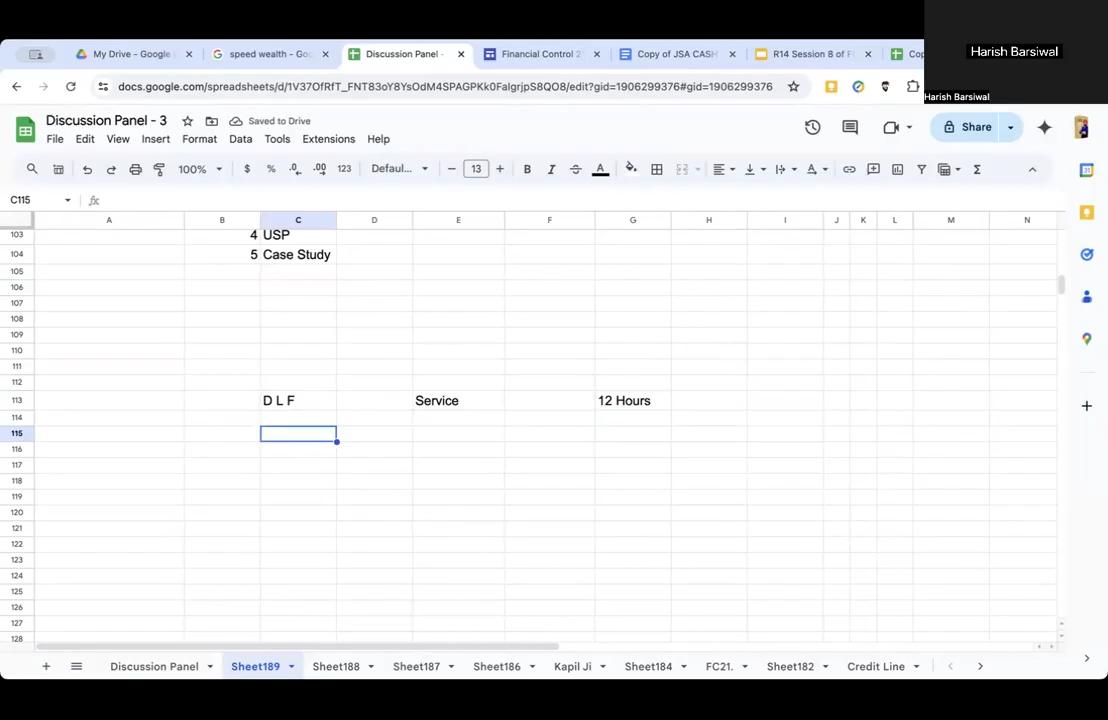 Harish Barsiwal
Harish Barsiwal
My Drive - Google
speed wealth - Goo
Discussion Panel -
Financial Control 2
Copy of JSA CASH
R14 Session 8 of F
Cop
docs.google.com/spreadsheets/d/1V37OfRfT_FNT83oY8YsOdM4SPAGPKk0FaIgrjpS8QO8/edit?gid=1906299376#gid=1906299376
Discussion Panel - 3
Saved to Drive
File Edit View Insert Format Data Tools Extensions Help
Share
100% $ % .0 .00 123 Defaul... 13 B I A
C115 fx
A B C D E F G H I J K L M N
103 4 USP
104 5 Case Study
105
106
107
108
109
110
111
112
113 D L F Service 12 Hours
114
115
116
117
118
119
120
121
122
123
124
125
126
127
128
Discussion Panel Sheet189 Sheet188 Sheet187 Sheet186 Kapil Ji Sheet184 FC21. Sheet182 Credit Line